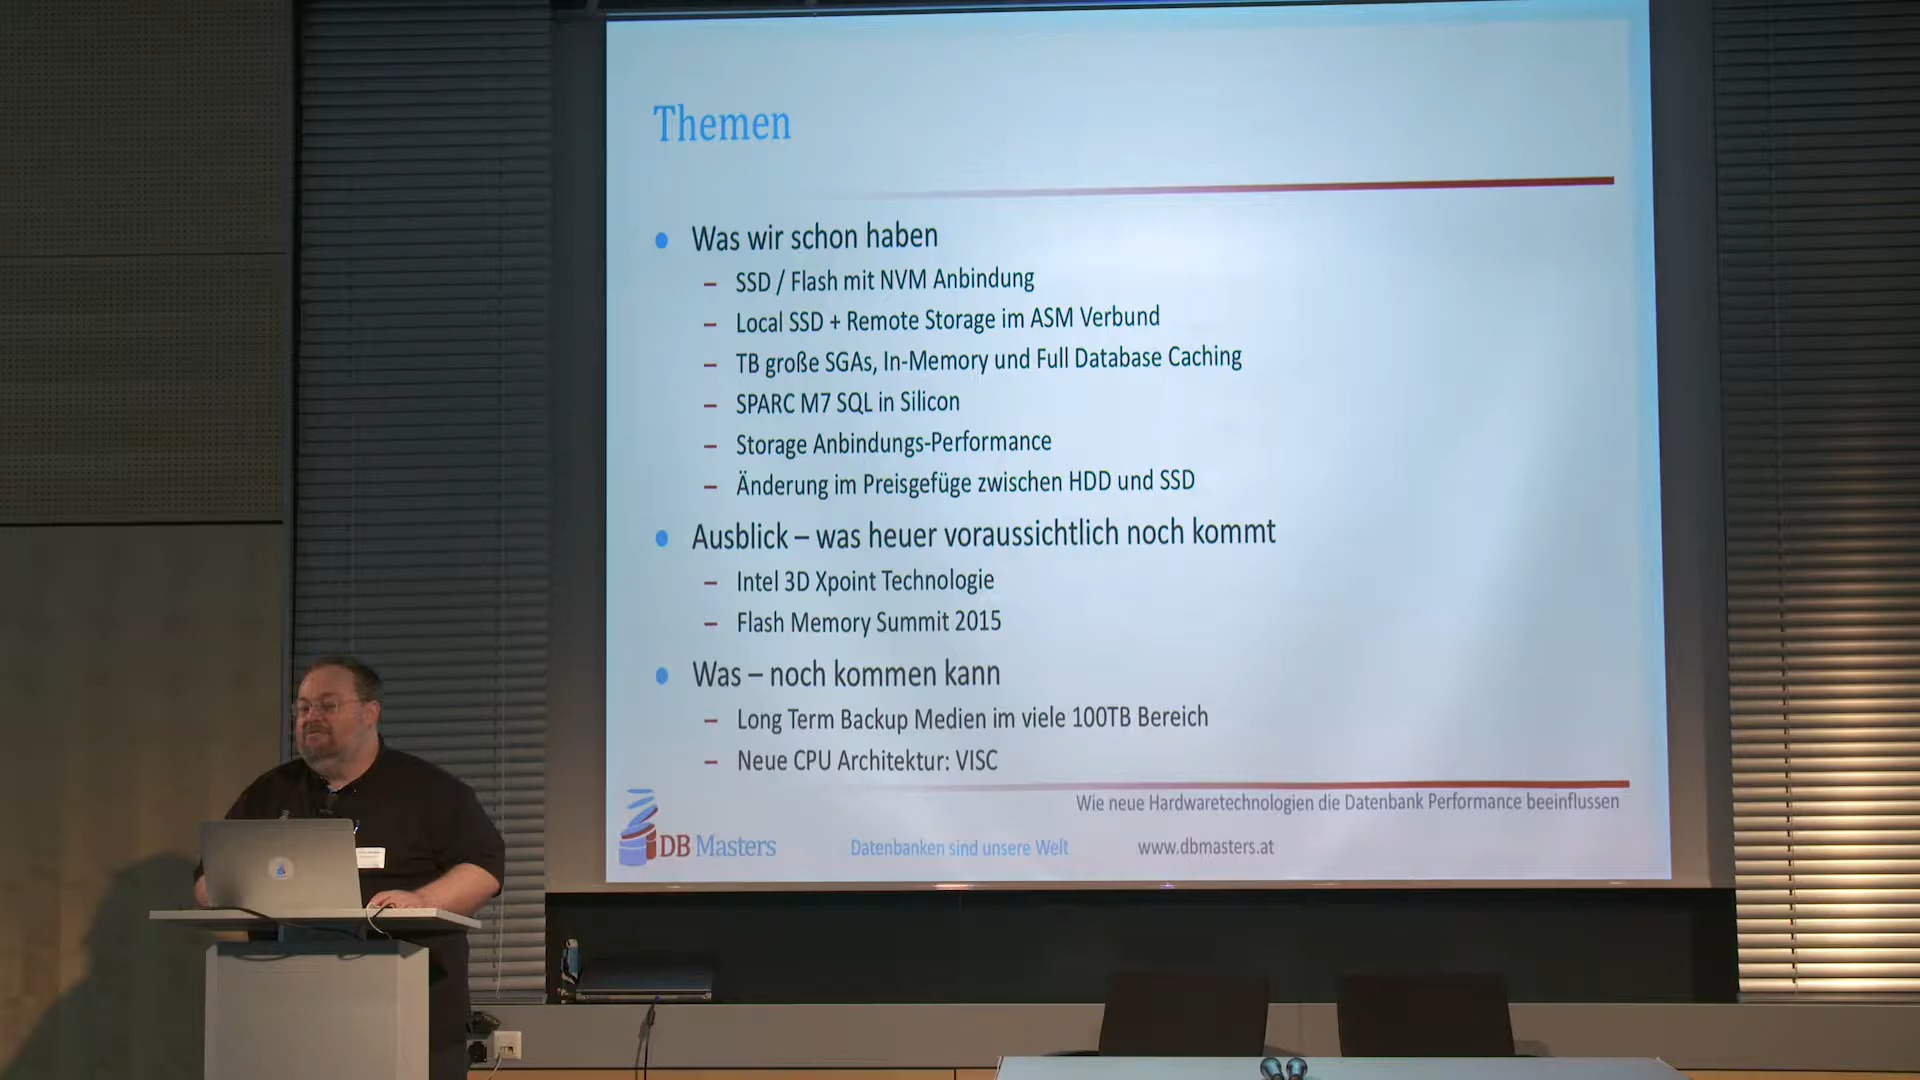 Themen
Was wir schon haben
– SSD / Flash mit NVM Anbindung
– Local SSD + Remote Storage im ASM Verbund
– TB große SGAs, In-Memory und Full Database Caching
– SPARC M7 SQL in Silicon
– Storage Anbindungs-Performance
– Änderung im Preisgefüge zwischen HDD und SSD
Ausblick – was heuer voraussichtlich noch kommt
– Intel 3D Xpoint Technologie
– Flash Memory Summit 2015
Was – noch kommen kann
– Long Term Backup Medien im viele 100TB Bereich
– Neue CPU Architektur: VISC
Wie neue Hardwaretechnologien die Datenbank Performance beeinflussen
DB Masters
Datenbanken sind unsere Welt
www.dbmasters.at